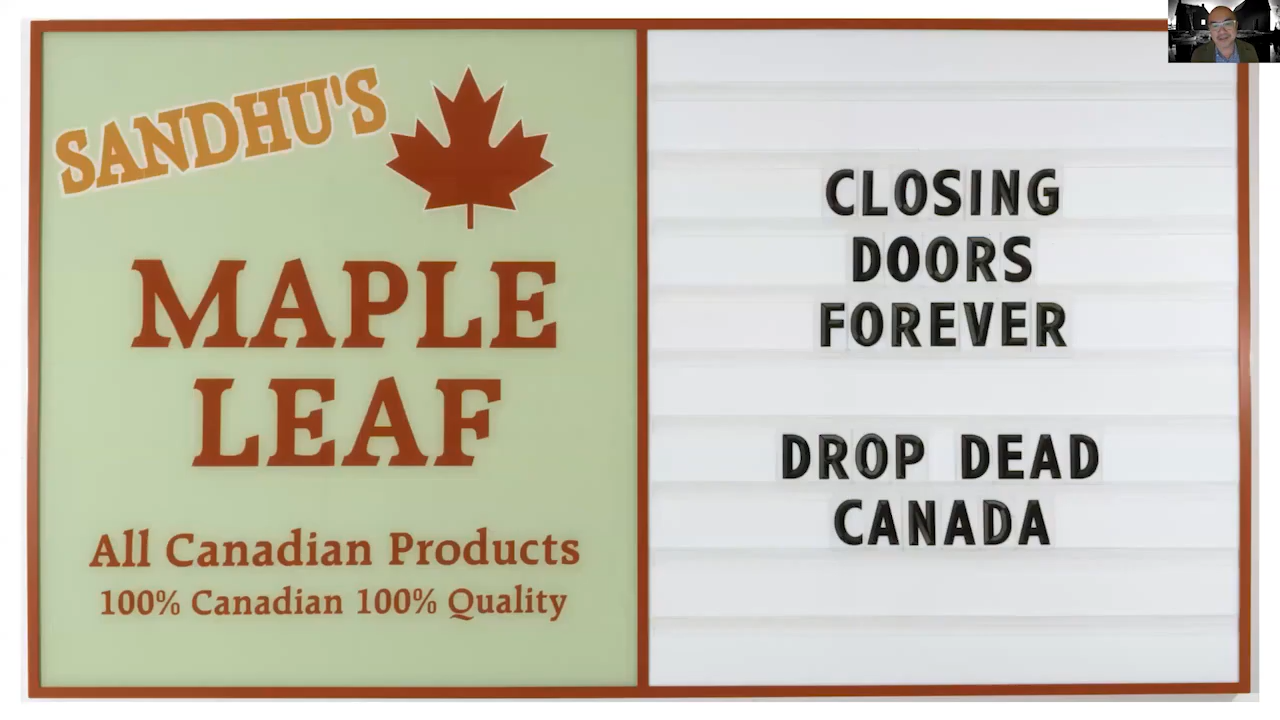 SANDHU'S
MAPLE
LEAF
All Canadian Products
100% Canadian 100% Quality
CLOSING
DOORS
FOREVER
DROP DEAD
CANADA